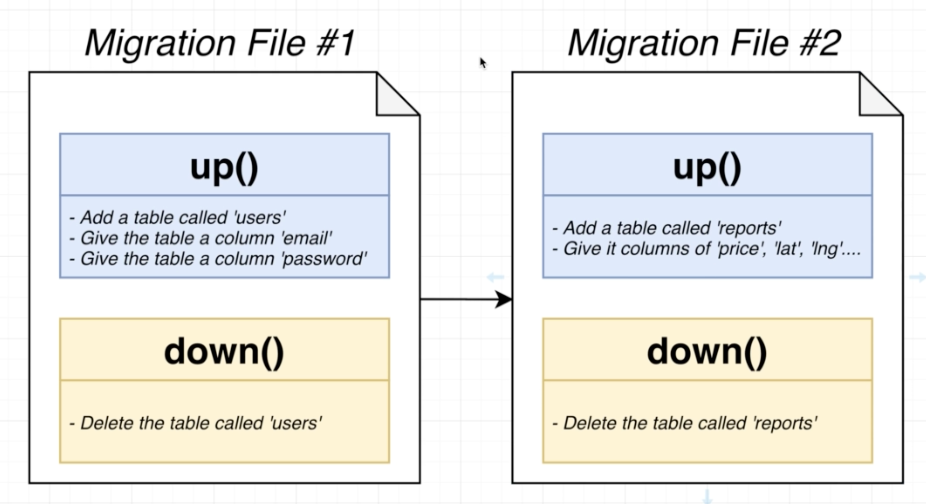 Migration File #1
up()
- Add a table called 'users'
- Give the table a column 'email'
- Give the table a column 'password'
down()
- Delete the table called 'users'
Migration File #2
up()
- Add a table called 'reports'
- Give it columns of 'price', 'lat', 'lng'....
down()
- Delete the table called 'reports'